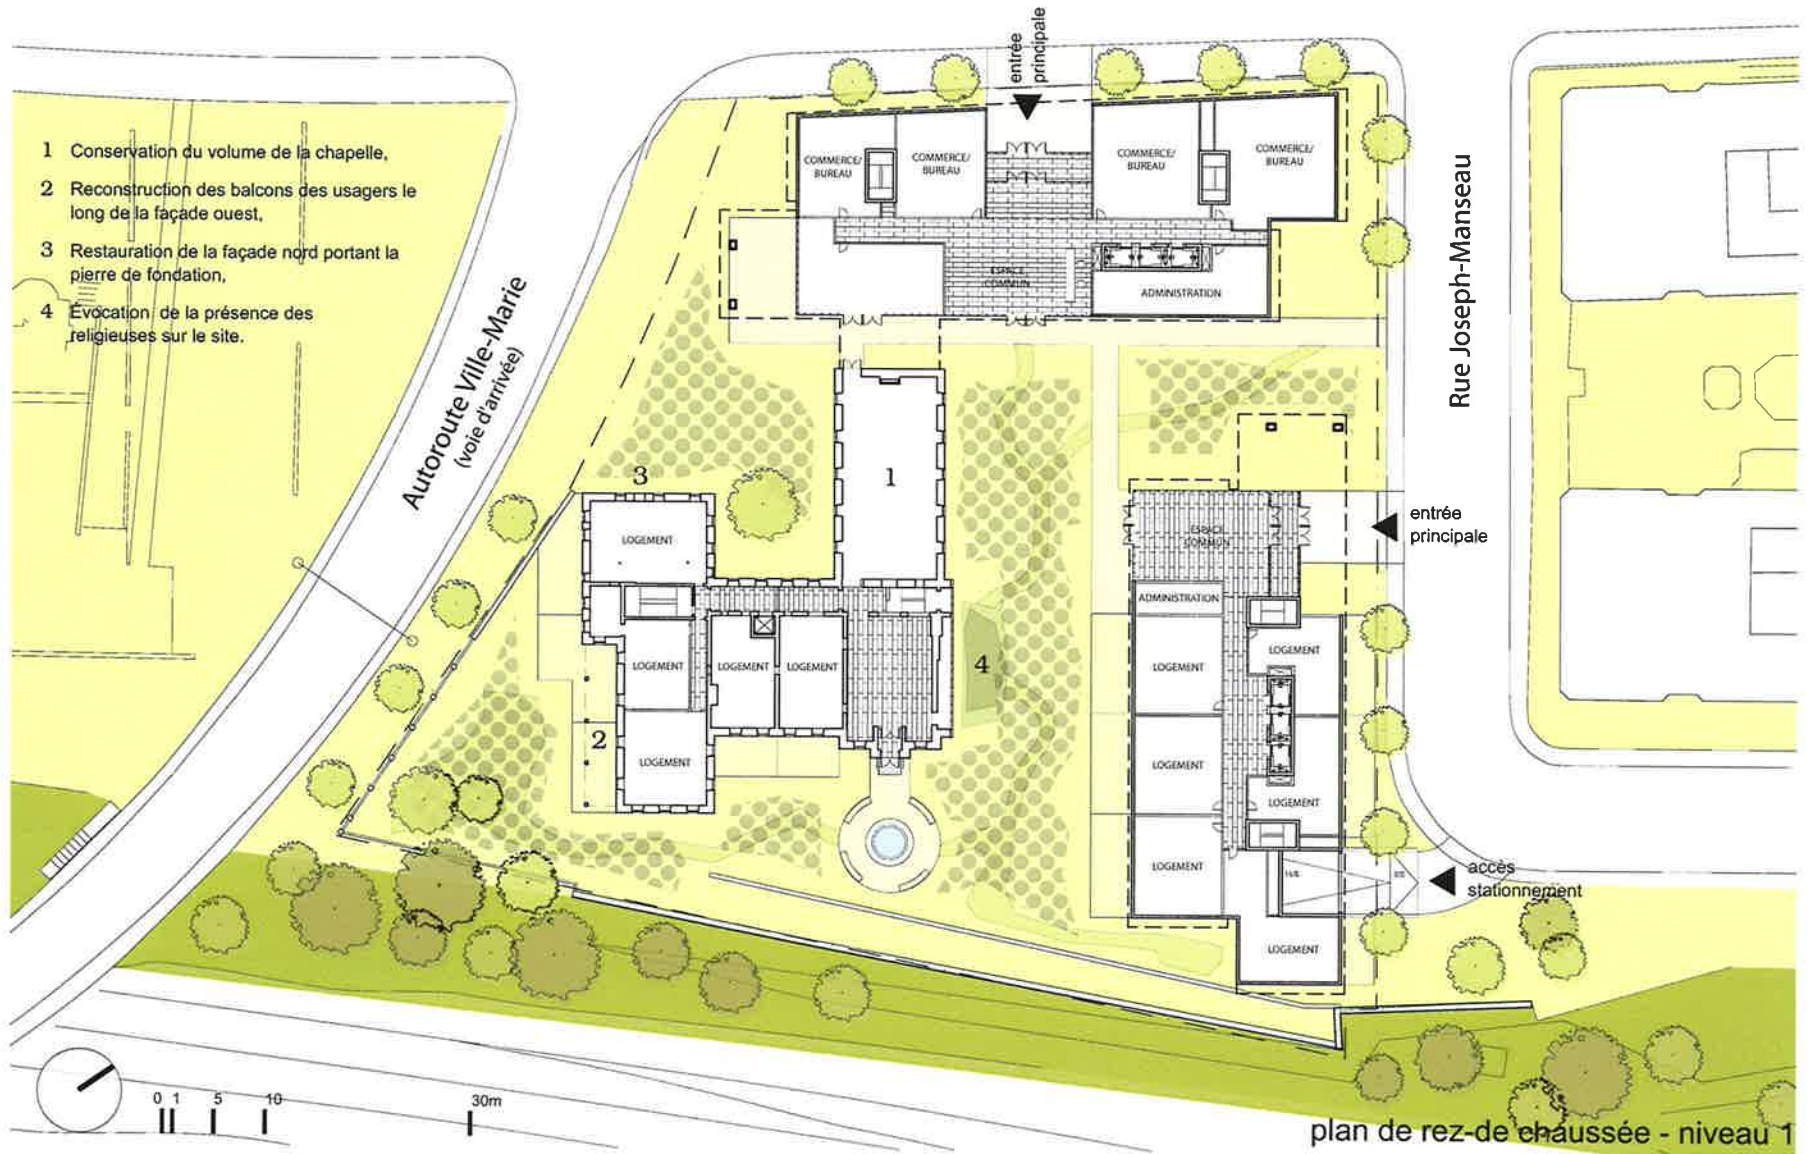 entrée
principale
1 Conservation du volume de la chapelle,
2 Reconstruction des balcons des usagers le
long de la façade ouest,
3 Restauration de la façade nord portant la
pierre de fondation,
4 Évocation de la présence des
religieuses sur le site.
COMMERCE/
BUREAU
COMMERCE/
BUREAU
COMMERCE/
BUREAU
COMMERCE/
BUREAU
Rue Joseph-Manseau
ESPACE
COMMUN
ADMINISTRATION
Autoroute Ville-Marie
(voie d'arrivée)
3
1
LOGEMENT
ESPACE
COMMUN
entrée
principale
ADMINISTRATION
LOGEMENT
LOGEMENT
LOGEMENT
4
LOGEMENT
LOGEMENT
2
LOGEMENT
LOGEMENT
LOGEMENT
LOGEMENT
accès
stationnement
LOGEMENT
0 1 5 10 30m
plan de rez-de chaussée - niveau 1